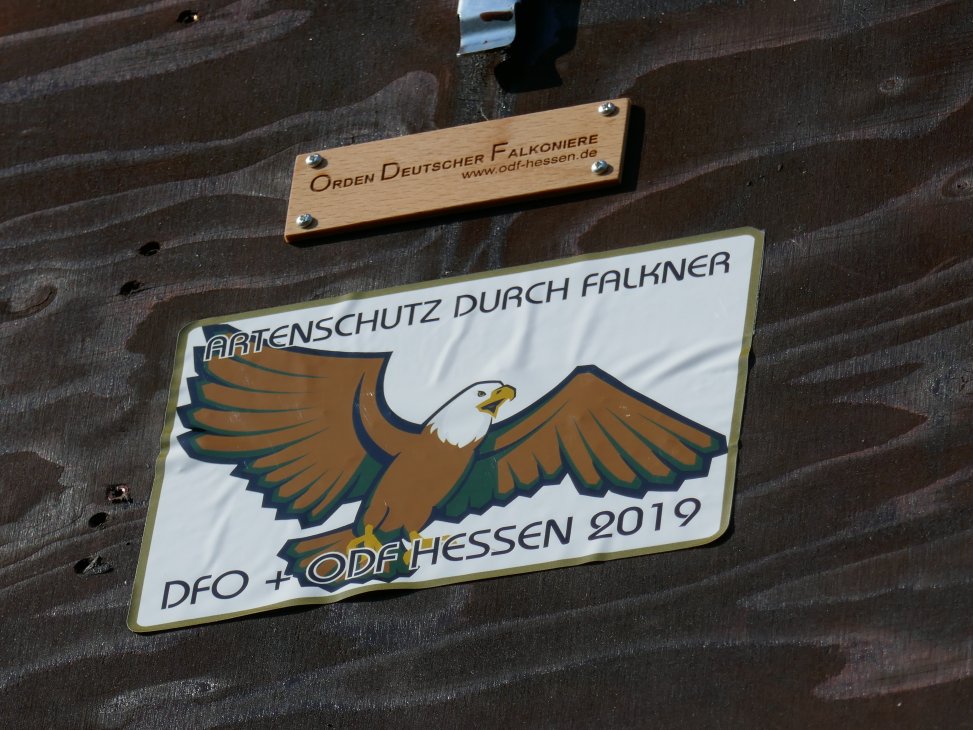 Orden Deutscher Falkoniere
www.odf-hessen.de
ARTENSCHUTZ DURCH FALKNER
DFO + ODF HESSEN 2019